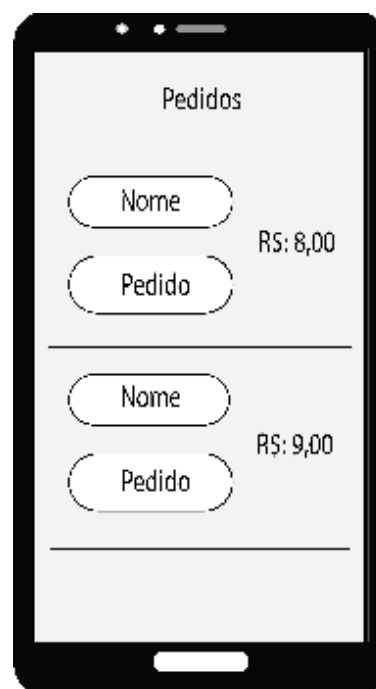 Pedidos
Nome
R$: 8,00
Pedido
Nome
R$: 9,00
Pedido